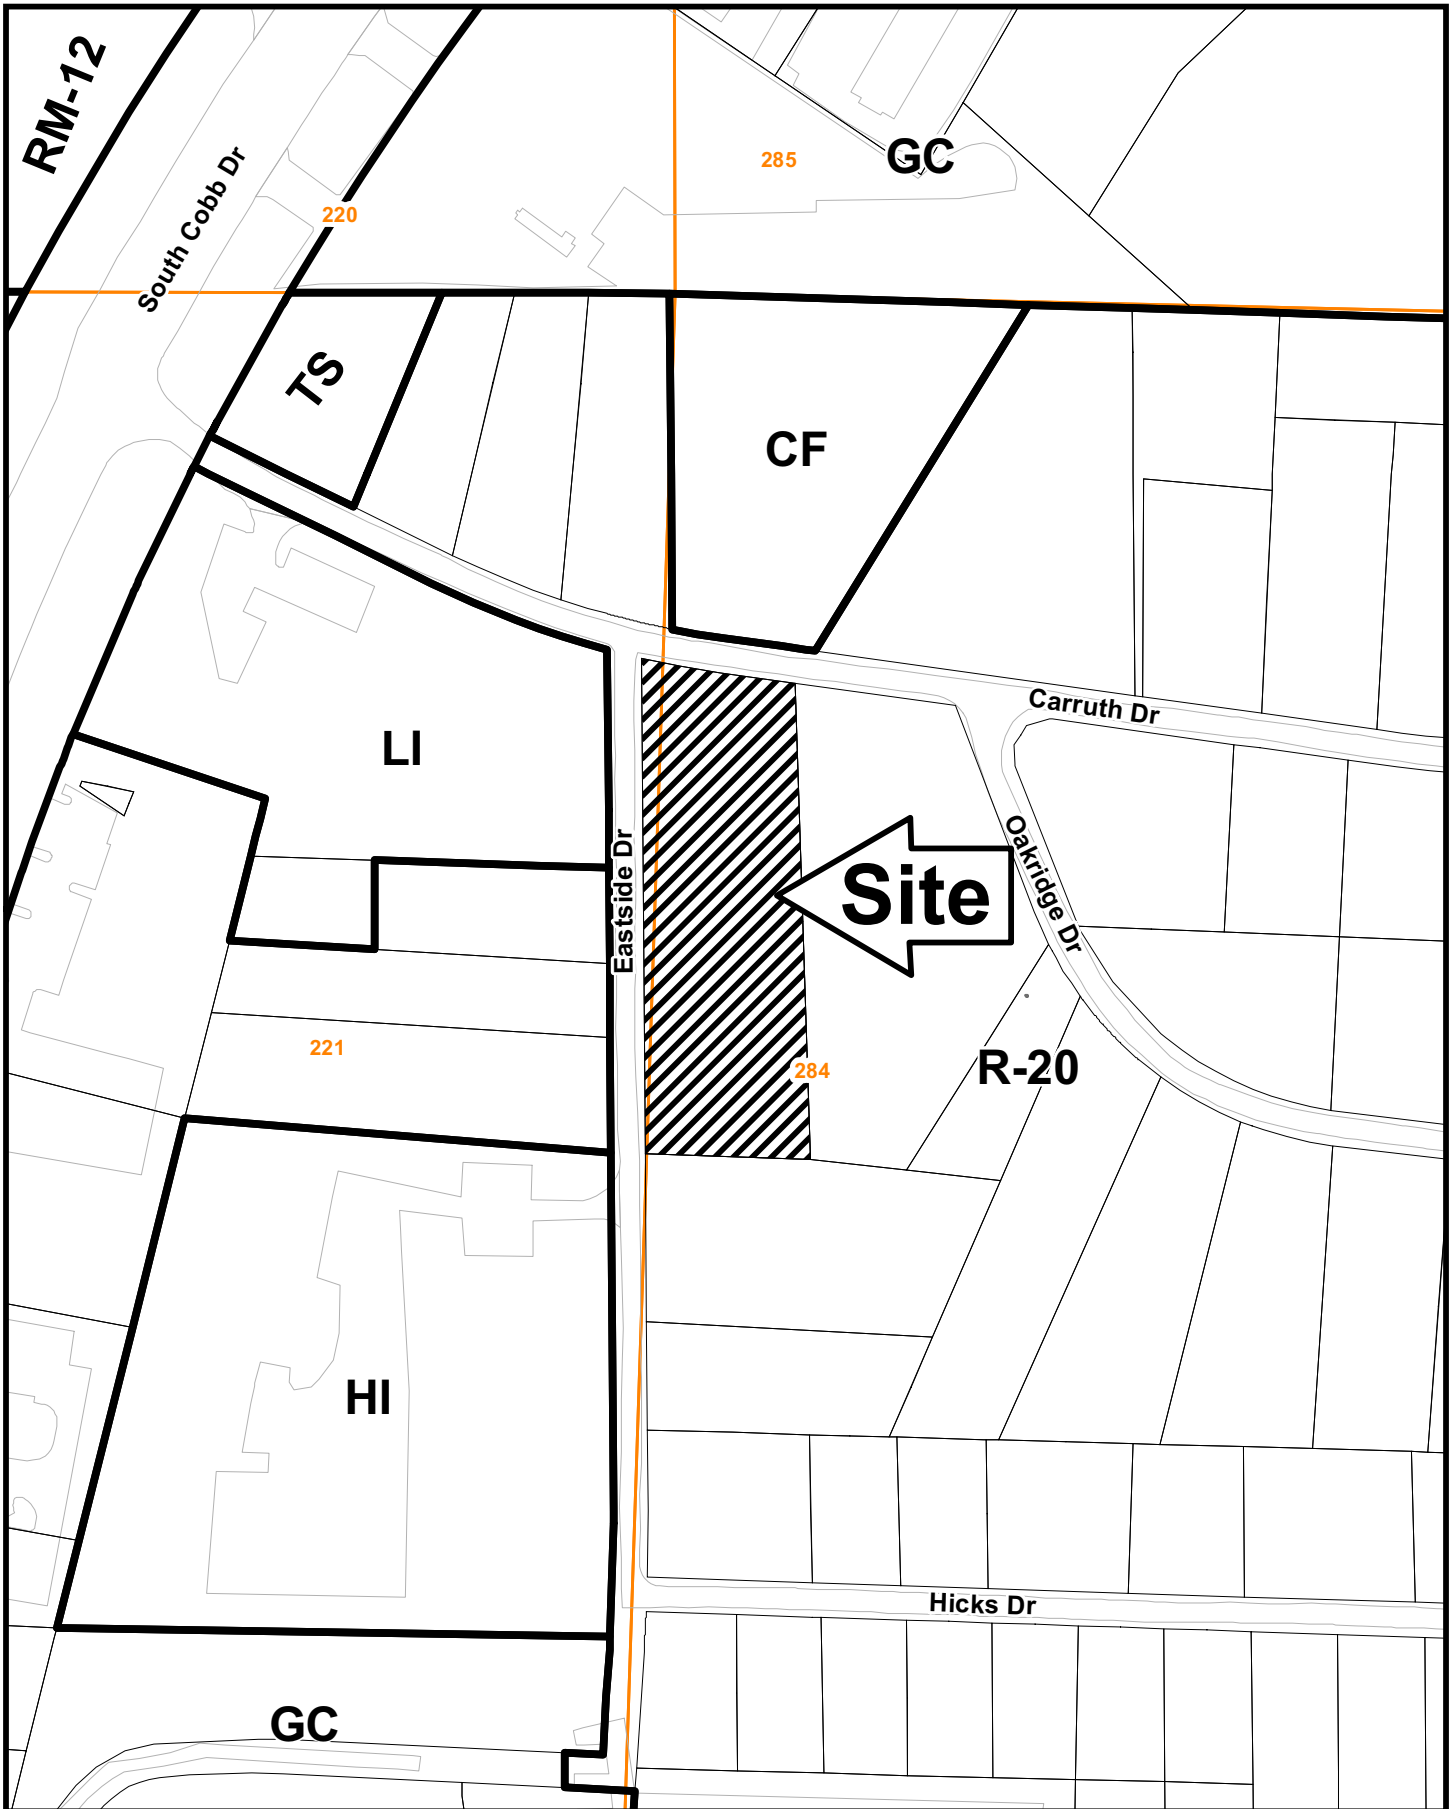 RM-12
South Cobb Dr
220
285
GC
TS
CF
LI
Carruth Dr
Eastside Dr
Site
Oakridge Dr
221
284
R-20
HI
Hicks Dr
GC